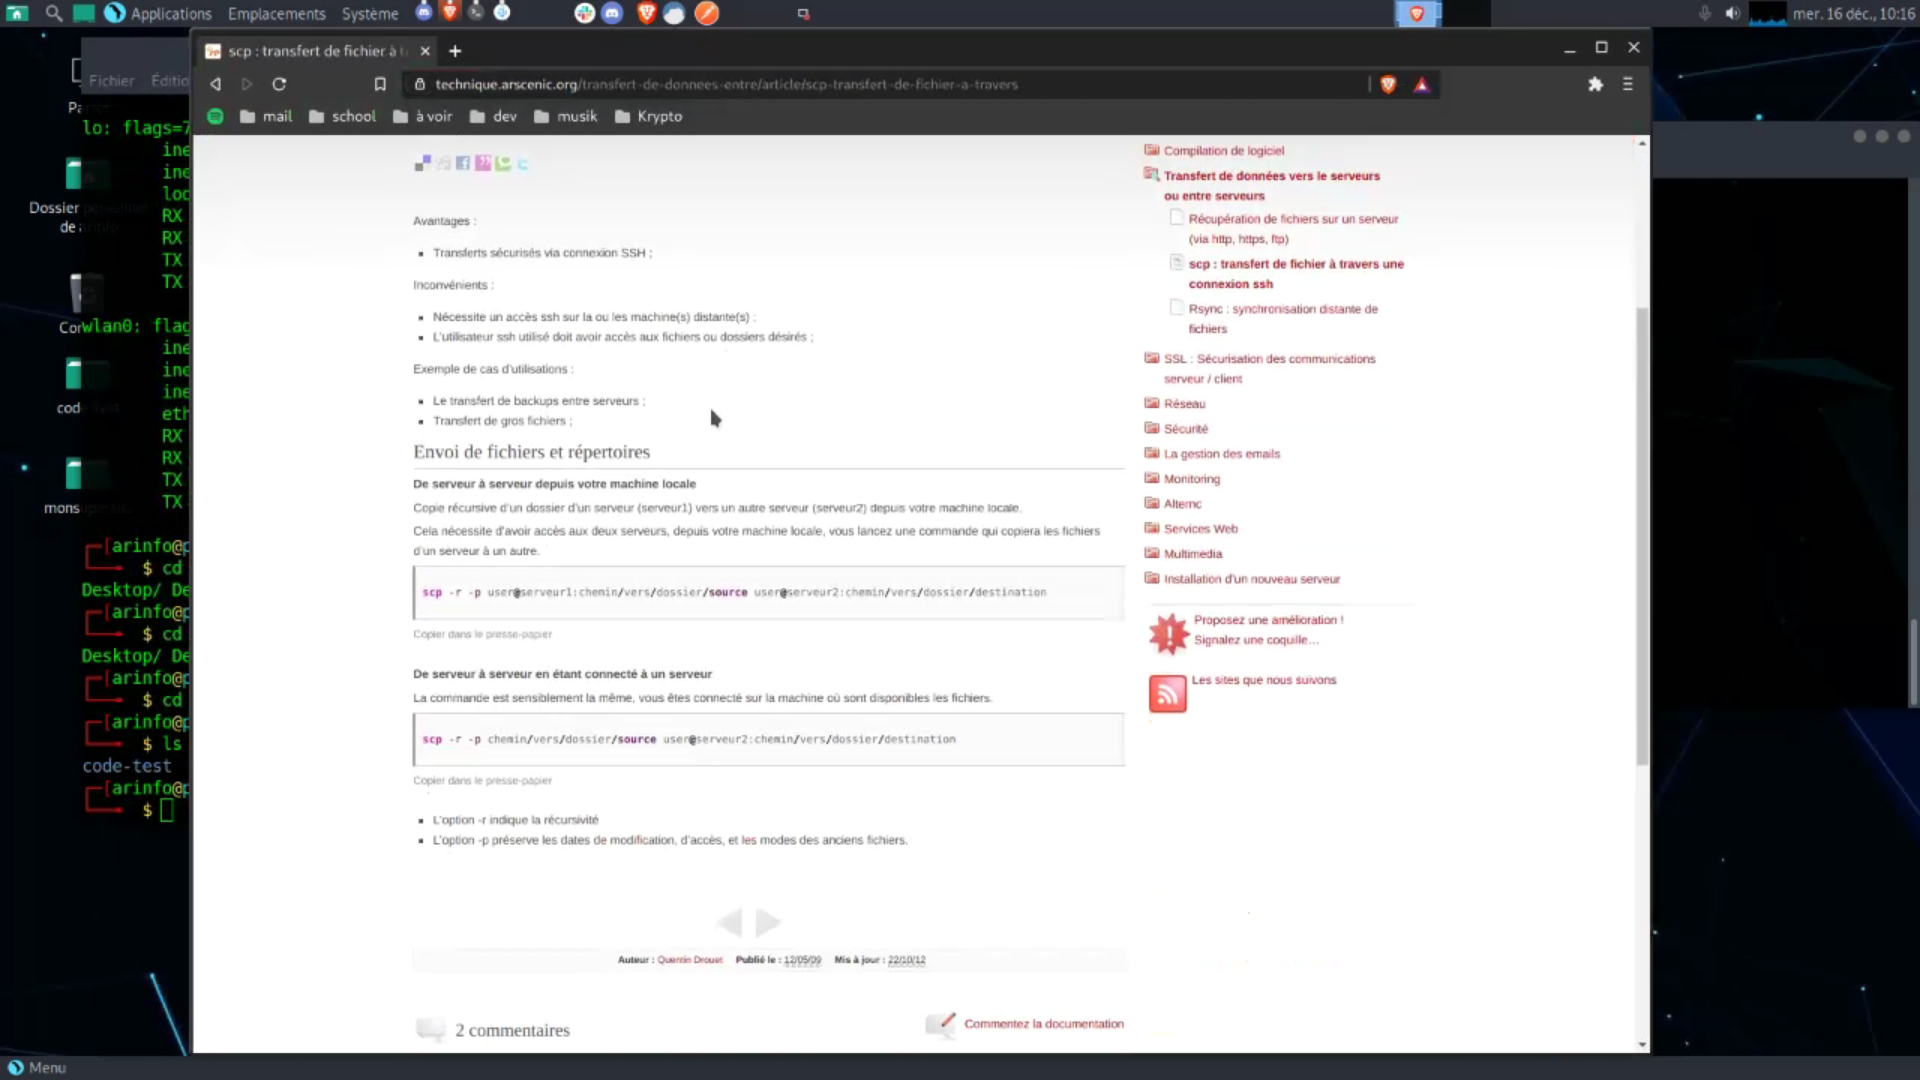 Applications Emplacements Système
mer. 16 déc., 10:16
scp : transfert de fichier à t
Fichier Éditio
technique.arscenic.org/transfert-de-donnees-entre/article/scp-transfert-de-fichier-a-travers
mail school à voir dev musik Krypto
Dossier
de
code
mons
lo: flags=7
ine
ine
loo
RX
RX
TX
TX
wlan0: flag
ine
ine
ine
eth
RX
RX
TX
TX
[arinfo@p
$ cd
Desktop/ De
[arinfo@p
$ cd
Desktop/ De
[arinfo@p
$ cd
[arinfo@p
$ ls
code-test
[arinfo@p
$
Avantages :
Transferts sécurisés via connexion SSH ;
Inconvénients :
Nécessite un accès ssh sur la ou les machine(s) distante(s) ;
L'utilisateur ssh utilisé doit avoir accès aux fichiers ou dossiers désirés ;
Exemple de cas d'utilisations :
Le transfert de backups entre serveurs ;
Transfert de gros fichiers ;
Envoi de fichiers et répertoires
De serveur à serveur depuis votre machine locale
Copie récursive d'un dossier d'un serveur (serveur1) vers un autre serveur (serveur2) depuis votre machine locale.
Cela nécessite d'avoir accès aux deux serveurs, depuis votre machine locale, vous lancez une commande qui copiera les fichiers
d'un serveur à un autre.
scp -r -p user@serveur1:chemin/vers/dossier/source user@serveur2:chemin/vers/dossier/destination
Copier dans le presse-papier
De serveur à serveur en étant connecté à un serveur
La commande est sensiblement la même, vous êtes connecté sur la machine où sont disponibles les fichiers.
scp -r -p chemin/vers/dossier/source user@serveur2:chemin/vers/dossier/destination
Copier dans le presse-papier
L'option -r indique la récursivité
L'option -p préserve les dates de modification, d'accès, et les modes des anciens fichiers.
Auteur : Quentin Drouet Publié le : 12/05/09 Mis à jour : 22/10/12
2 commentaires
Commentez la documentation
Compilation de logiciel
Transfert de données vers le serveurs
ou entre serveurs
Récupération de fichiers sur un serveur
(via http, https, ftp)
scp : transfert de fichier à travers une
connexion ssh
Rsync : synchronisation distante de
fichiers
SSL : Sécurisation des communications
serveur / client
Réseau
Sécurité
La gestion des emails
Monitoring
Alternc
Services Web
Multimedia
Installation d'un nouveau serveur
Proposez une amélioration !
Signalez une coquille...
Les sites que nous suivons
Menu